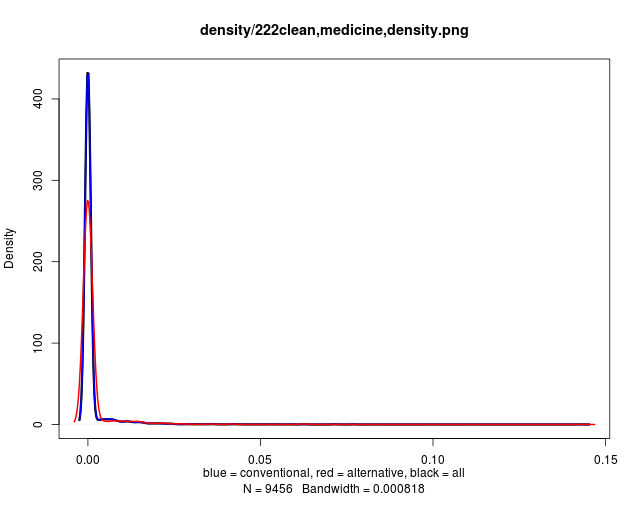 density/222clean,medicine,density.png
400
300
200
100
0
Density
0.00 0.05 0.10 0.15
blue = conventional, red = alternative, black = all
N = 9456 Bandwidth = 0.000818